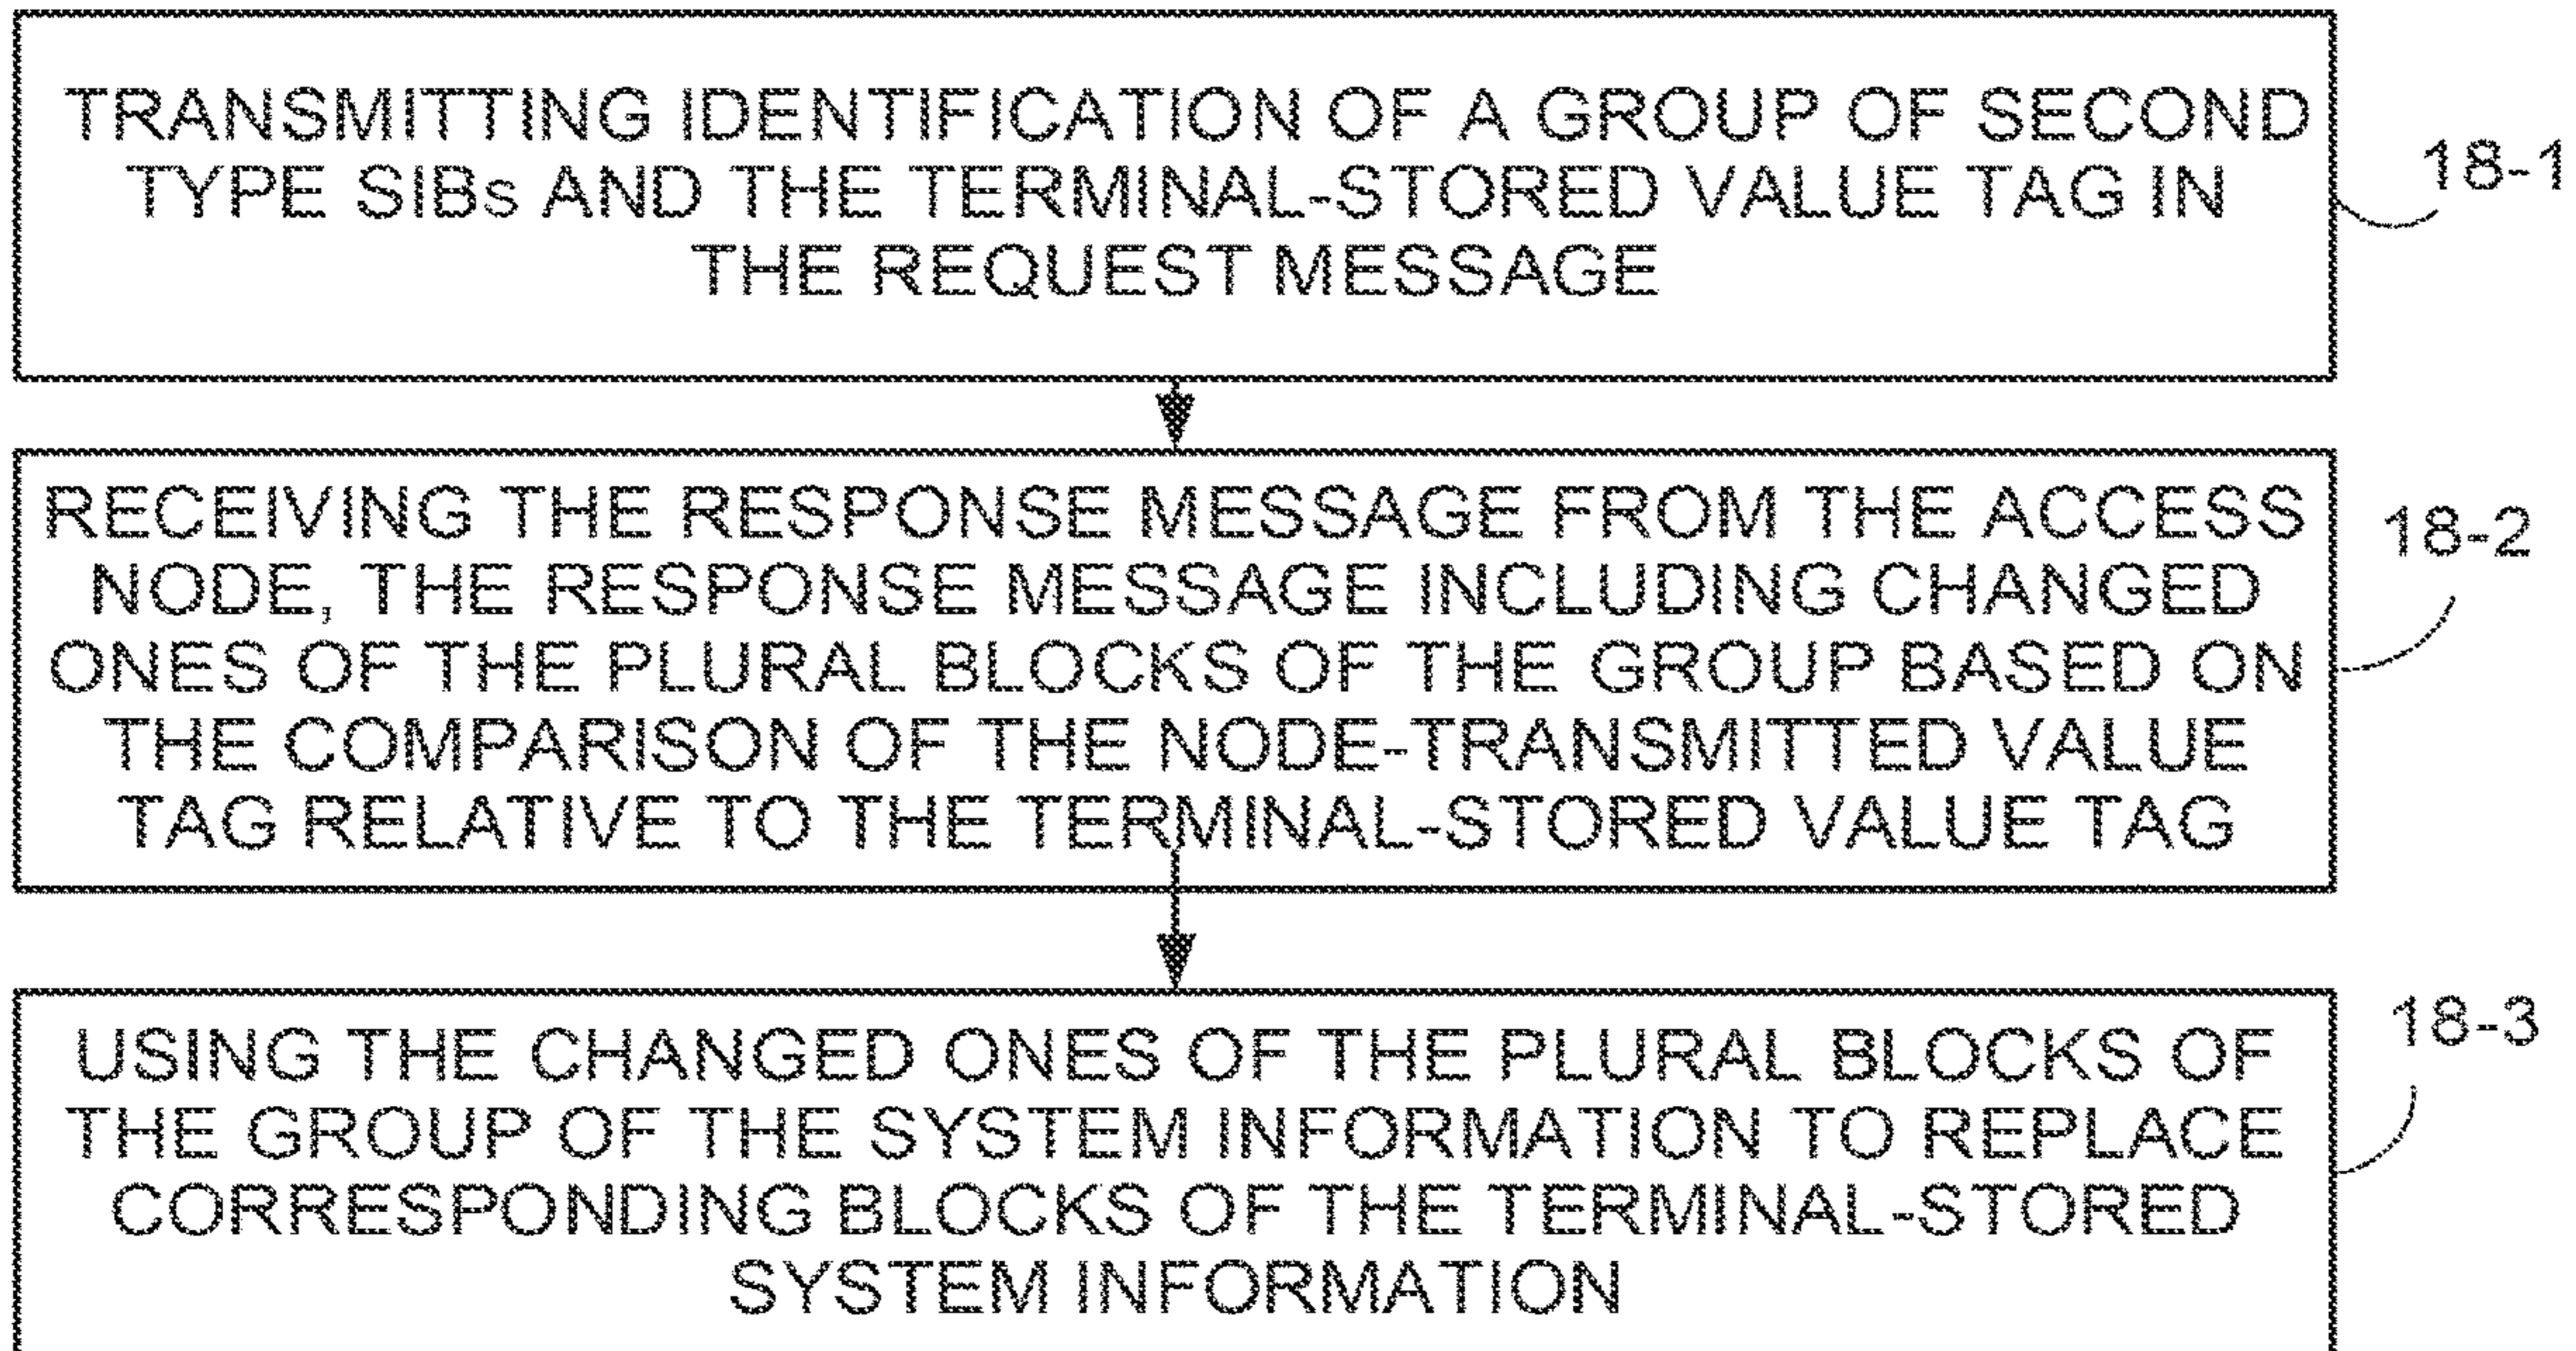 TRANSMITTING IDENTIFICATION OF A GROUP OF SECOND
TYPE SIBs AND THE TERMINAL-STORED VALUE TAG IN
THE REQUEST MESSAGE
18-1
RECEIVING THE RESPONSE MESSAGE FROM THE ACCESS
NODE, THE RESPONSE MESSAGE INCLUDING CHANGED
ONES OF THE PLURAL BLOCKS OF THE GROUP BASED ON
THE COMPARISON OF THE NODE-TRANSMITTED VALUE
TAG RELATIVE TO THE TERMINAL-STORED VALUE TAG
18-2
USING THE CHANGED ONES OF THE PLURAL BLOCKS OF
THE GROUP OF THE SYSTEM INFORMATION TO REPLACE
CORRESPONDING BLOCKS OF THE TERMINAL-STORED
SYSTEM INFORMATION
18-3